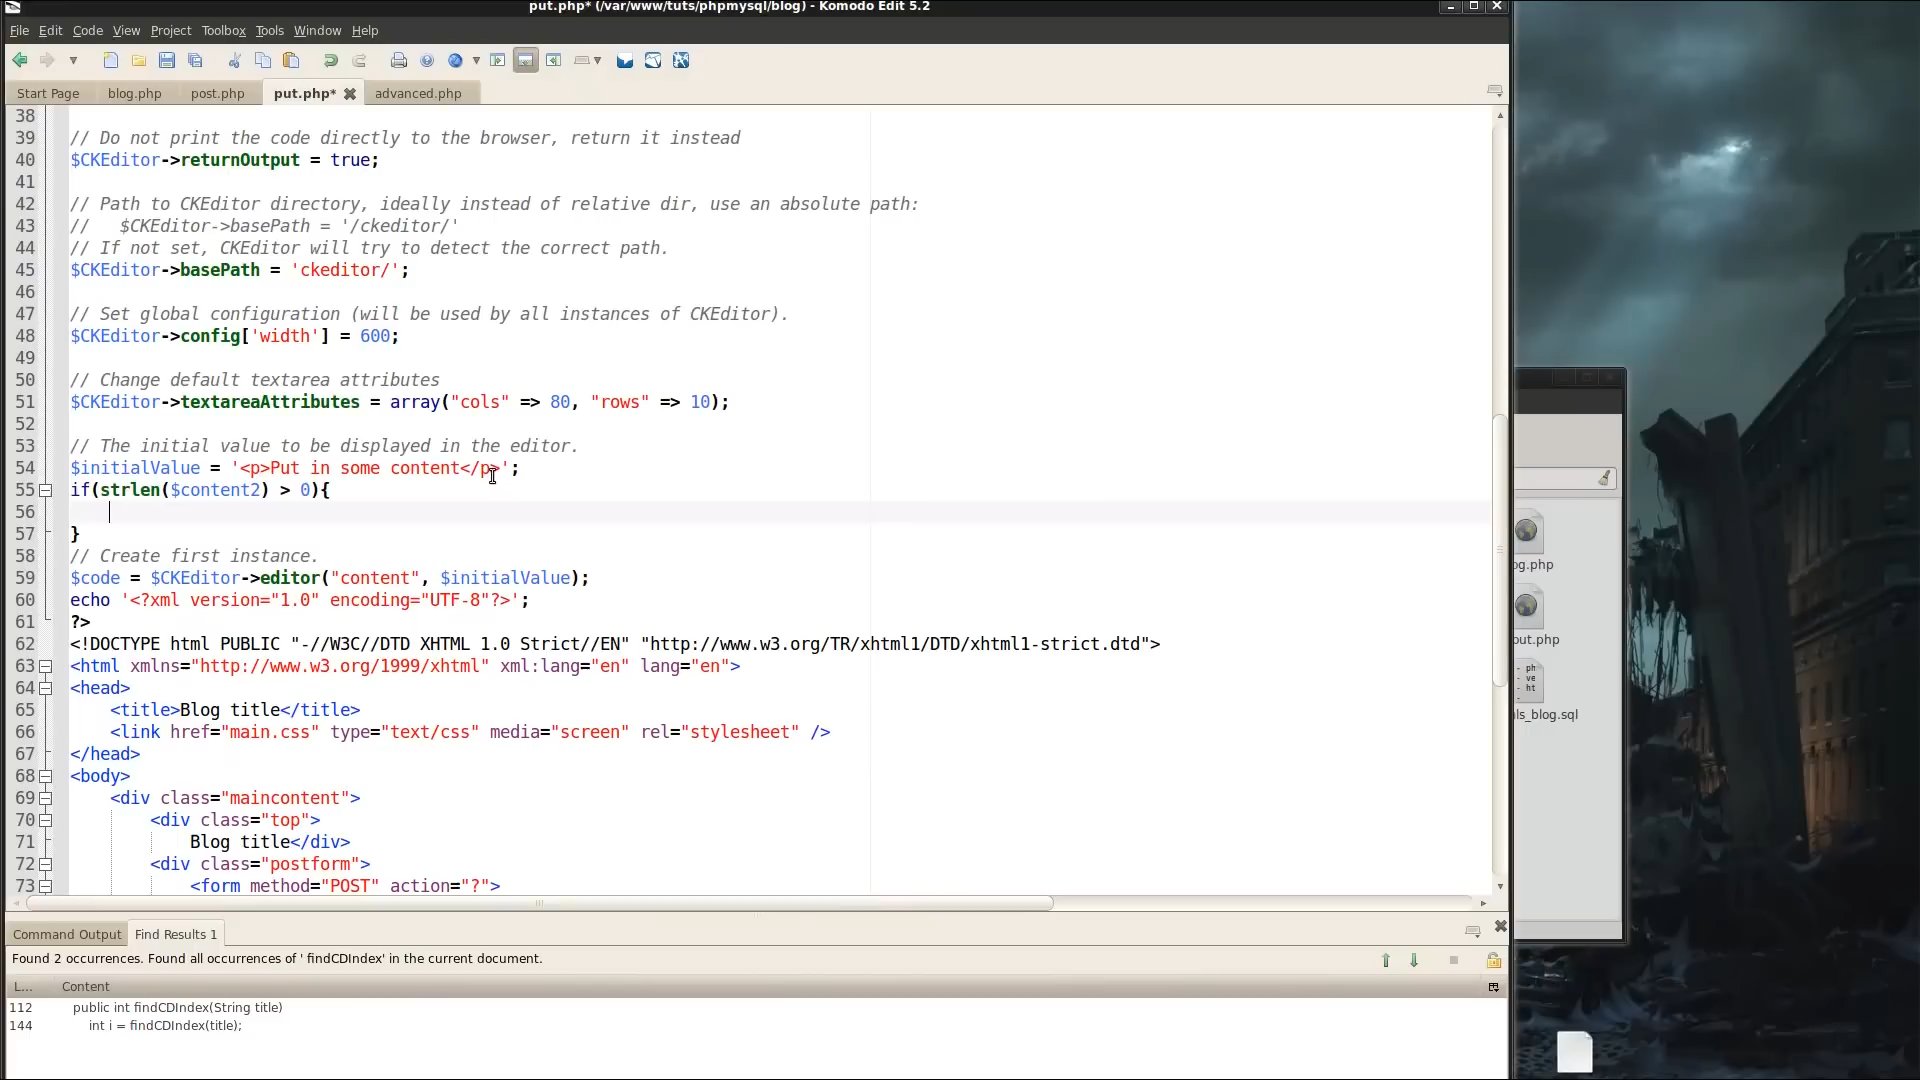 put.php* (/var/www/tuts/phpmysql/blog) - Komodo Edit 5.2
File Edit Code View Project Toolbox Tools Window Help
Start Page blog.php post.php put.php* advanced.php
38
39 // Do not print the code directly to the browser, return it instead
40 $CKEditor->returnOutput = true;
41
42 // Path to CKEditor directory, ideally instead of relative dir, use an absolute path:
43 //   $CKEditor->basePath = '/ckeditor/'
44 // If not set, CKEditor will try to detect the correct path.
45 $CKEditor->basePath = 'ckeditor/';
46
47 // Set global configuration (will be used by all instances of CKEditor).
48 $CKEditor->config['width'] = 600;
49
50 // Change default textarea attributes
51 $CKEditor->textareaAttributes = array("cols" => 80, "rows" => 10);
52
53 // The initial value to be displayed in the editor.
54 $initialValue = '<p>Put in some content</p>';
55 if(strlen($content2) > 0){
56
57 }
58 // Create first instance.
59 $code = $CKEditor->editor("content", $initialValue);
60 echo '<?xml version="1.0" encoding="UTF-8"?>';
61 ?>
62 <!DOCTYPE html PUBLIC "-//W3C//DTD XHTML 1.0 Strict//EN" "http://www.w3.org/TR/xhtml1/DTD/xhtml1-strict.dtd">
63 <html xmlns="http://www.w3.org/1999/xhtml" xml:lang="en" lang="en">
64 <head>
65 <title>Blog title</title>
66 <link href="main.css" type="text/css" media="screen" rel="stylesheet" />
67 </head>
68 <body>
69 <div class="maincontent">
70 <div class="top">
71 Blog title</div>
72 <div class="postform">
73 <form method="POST" action="?">
og.php
out.php
- ph
- ve
- ht
-
uls_blog.sql
Command Output Find Results 1
Found 2 occurrences. Found all occurrences of ' findCDIndex' in the current document.
L... Content
112 public int findCDIndex(String title)
144 int i = findCDIndex(title);